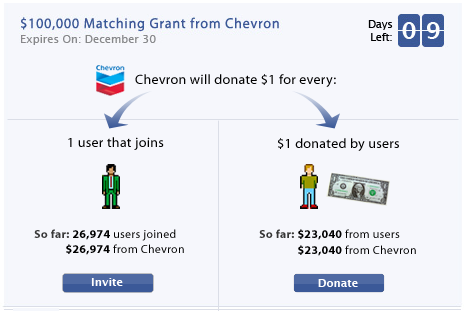 $100,000 Matching Grant from Chevron
Expires On: December 30
Days
Left:
09
Chevron
Chevron will donate $1 for every:
1 user that joins
$1 donated by users
So far: 26,974 users joined
$26,974 from Chevron
So far: $23,040 from users
$23,040 from Chevron
Invite
Donate